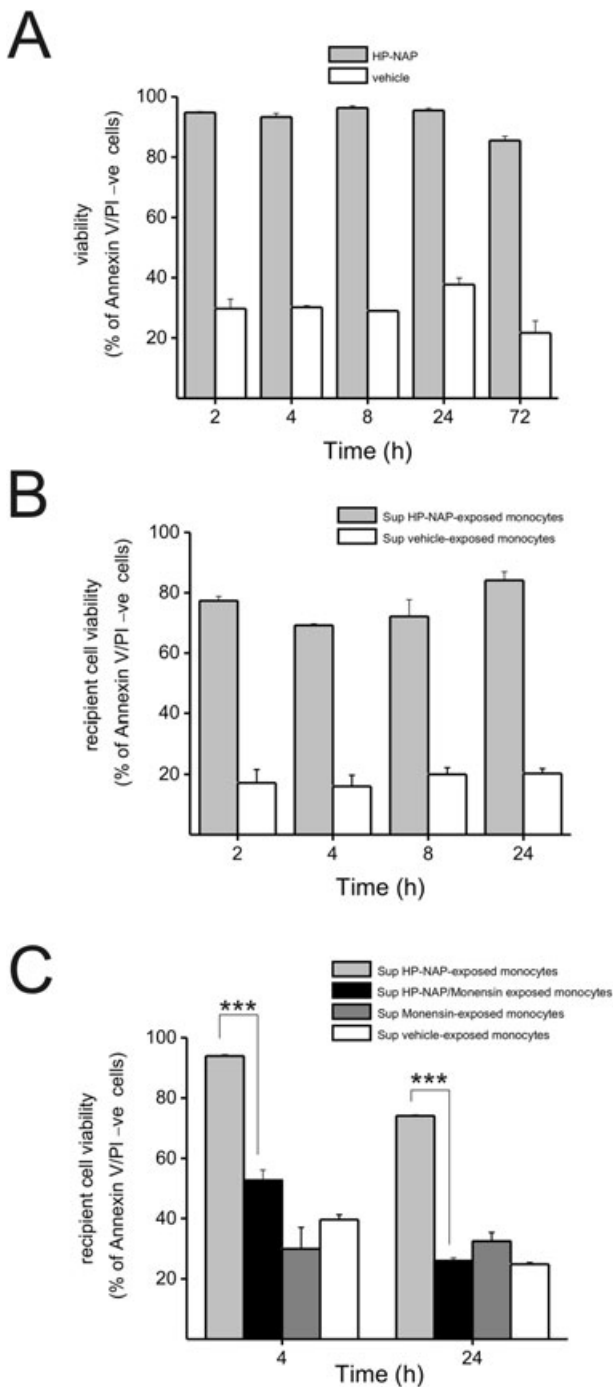 A
HP-NAP
vehicle
viability
(% of Annexin V/PI –ve cells)
100
80
60
40
20
2 4 8 24 72
Time (h)
B
Sup HP-NAP-exposed monocytes
Sup vehicle-exposed monocytes
recipient cell viability
(% of Annexin V/PI –ve cells)
100
80
60
40
20
2 4 8 24
Time (h)
C
Sup HP-NAP-exposed monocytes
Sup HP-NAP/Monensin exposed monocytes
Sup Monensin-exposed monocytes
Sup vehicle-exposed monocytes
recipient cell viability
(% of Annexin V/PI –ve cells)
100
80
60
40
20
***
***
4 24
Time (h)